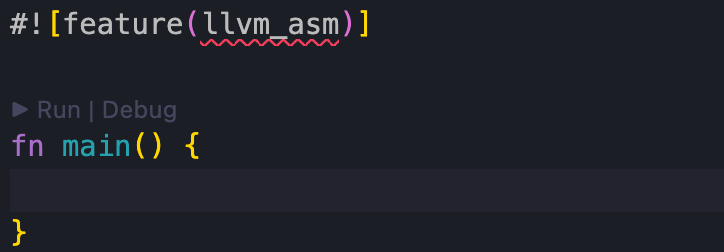 #![feature(llvm_asm)]
▶ Run | Debug
fn main() {
}